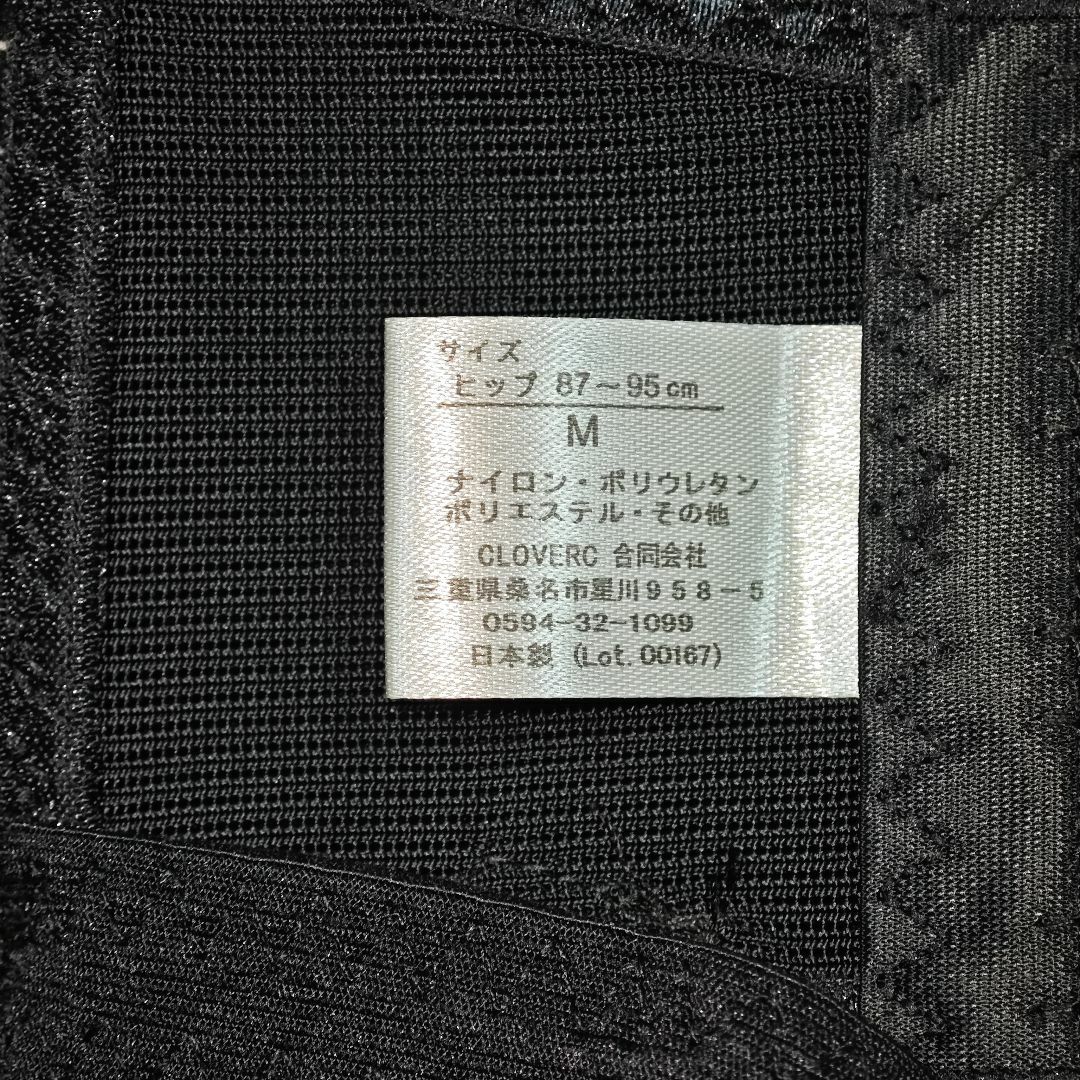 サイズ
ヒップ 87～95cm
M
ナイロン・ポリウレタン
ポリエステル・その他
CLOVERC 合同会社
三重県桑名市星川958-5
0594-32-1099
日本製 (Lot.00167)